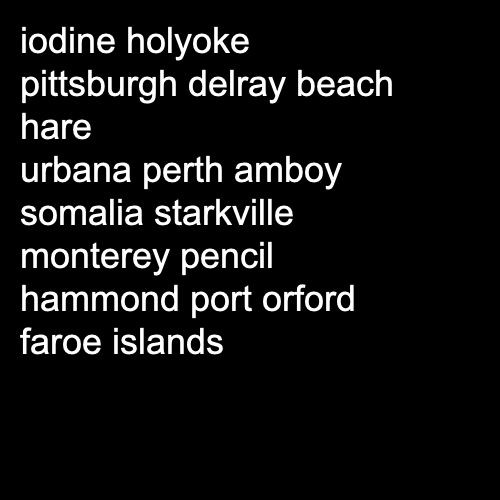 iodine holyoke
pittsburgh delray beach
hare
urbana perth amboy
somalia starkville
monterey pencil
hammond port orford
faroe islands